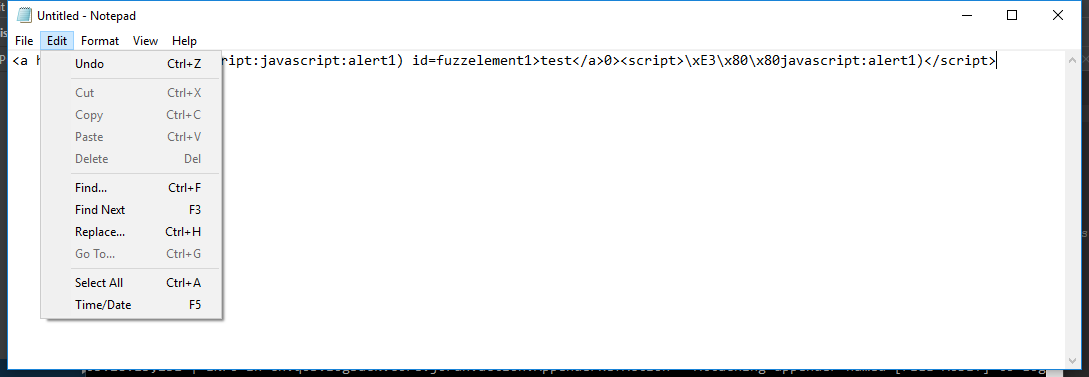 Untitled - Notepad
File Edit Format View Help
<a h ript:javascript:alert1) id=fuzzelement1>test</a>0><script>\xE3\x80\x80javascript:alert1)</script>
Undo Ctrl+Z
Cut Ctrl+X
Copy Ctrl+C
Paste Ctrl+V
Delete Del
Find... Ctrl+F
Find Next F3
Replace... Ctrl+H
Go To... Ctrl+G
Select All Ctrl+A
Time/Date F5